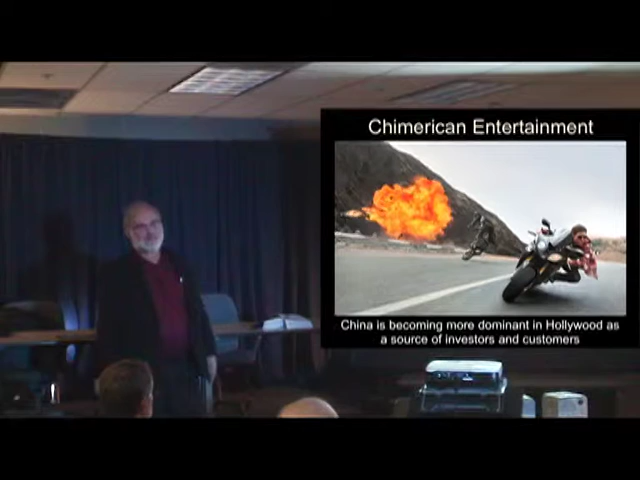 Chimerican Entertainment
China is becoming more dominant in Hollywood as
a source of investors and customers